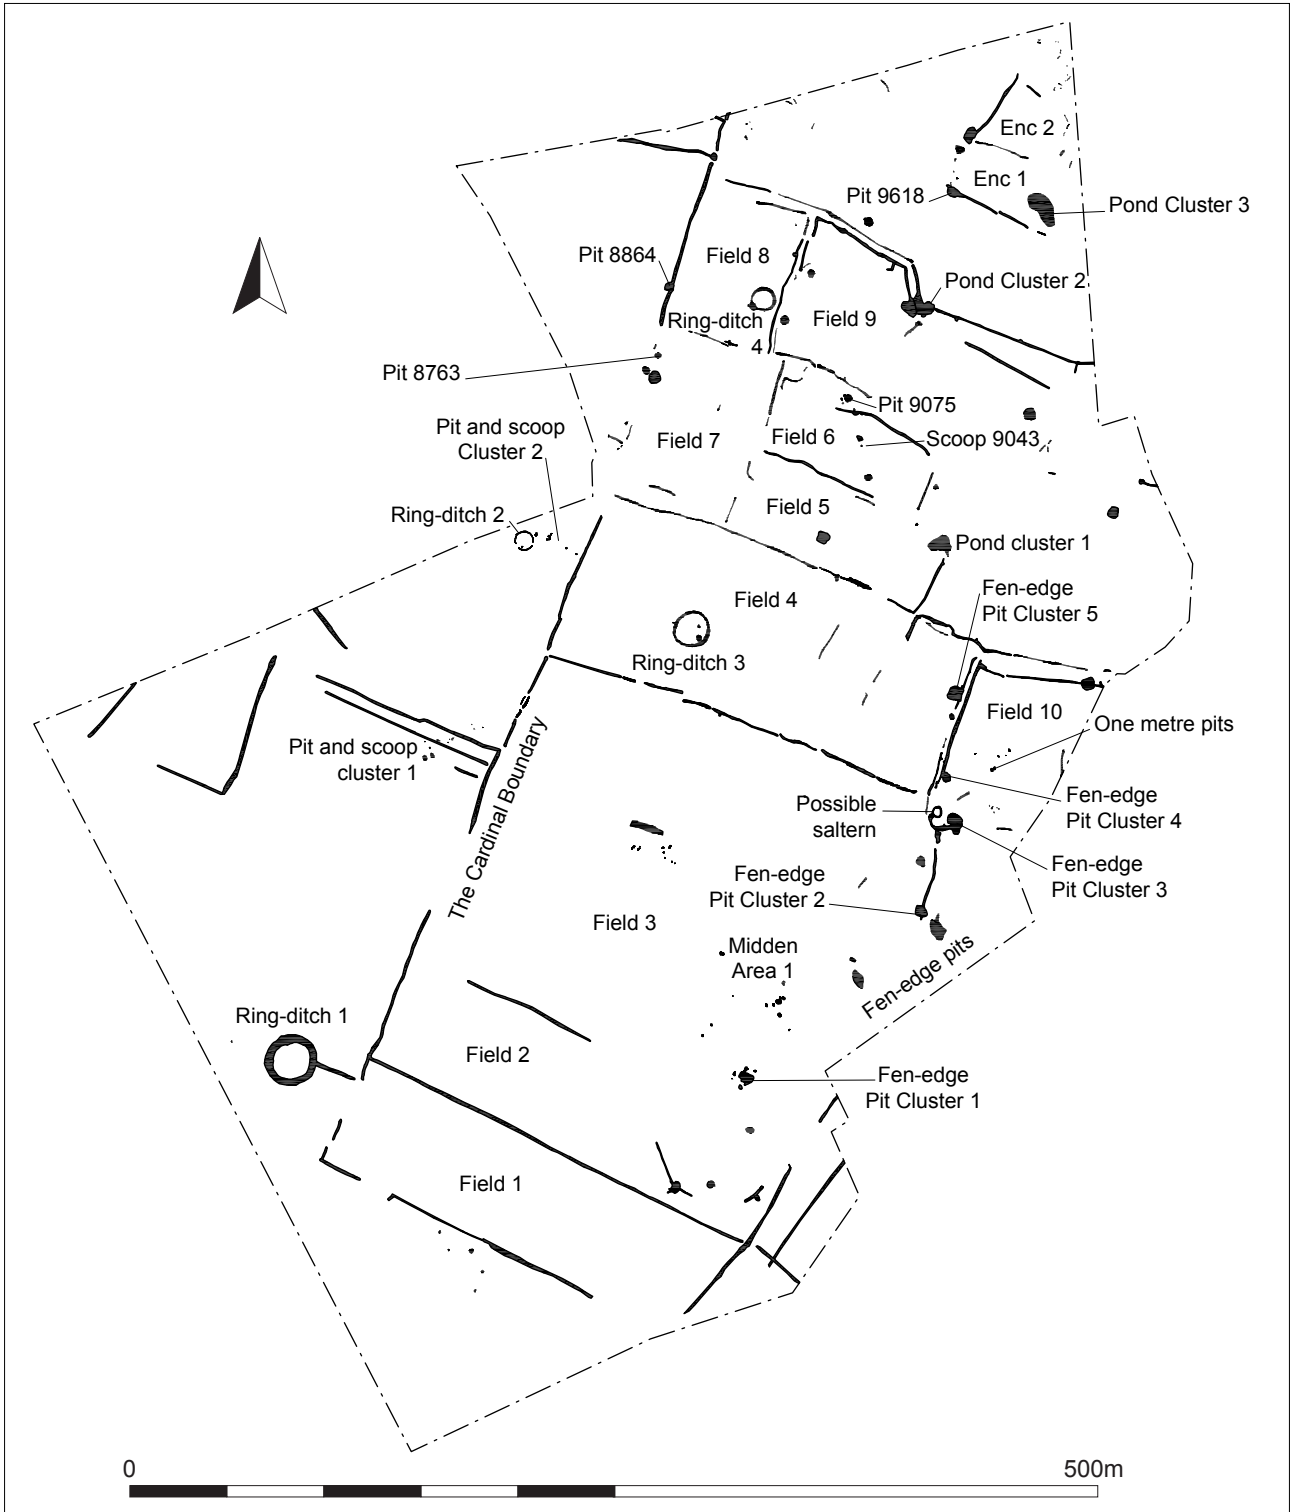 Enc 2
Enc 1
Pit 9618
Pond Cluster 3
Pit 8864
Field 8
Pond Cluster 2
Ring-ditch
4
Field 9
Pit 8763
Pit 9075
Pit and scoop
Cluster 2
Field 7
Field 6
Scoop 9043
Ring-ditch 2
Field 5
Pond cluster 1
Fen-edge
Pit Cluster 5
Field 4
Ring-ditch 3
Field 10
One metre pits
Pit and scoop
cluster 1
The Cardinal Boundary
Possible
saltern
Fen-edge
Pit Cluster 4
Fen-edge
Pit Cluster 3
Fen-edge
Pit Cluster 2
Field 3
Midden
Area 1
Fen-edge pits
Ring-ditch 1
Field 2
Fen-edge
Pit Cluster 1
Field 1
0
500m